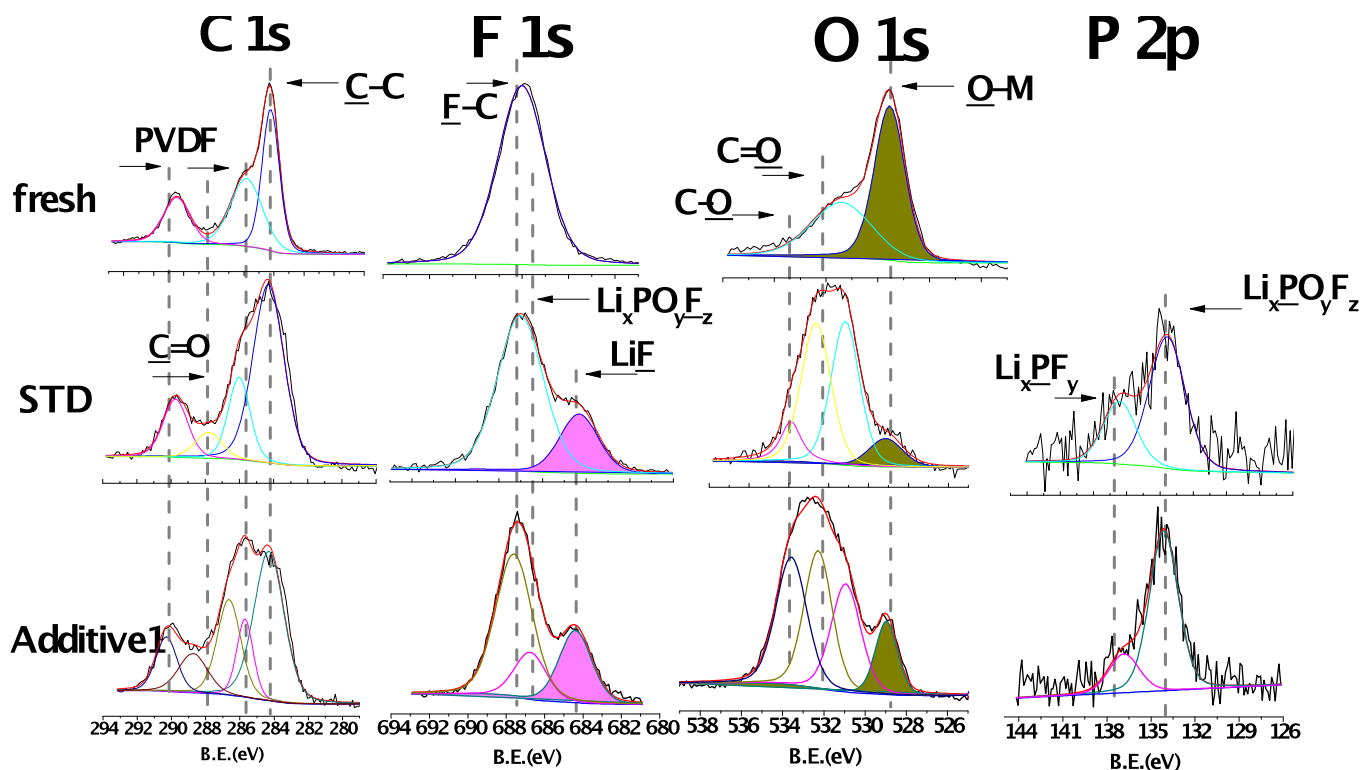 C 1s F 1s O 1s P 2p
C-C
F-C
O-M
PVDF
C=O
C-O
fresh
LixPOyFz
LixPOyFz
C=O
LiF
LixPFy
STD
Additive1
294 292 290 288 286 284 282 280
694 692 690 688 686 684 682 680
538 536 534 532 530 528 526
144 141 138 135 132 129 126
B.E.(eV)
B.E.(eV)
B.E.(eV)
B.E.(eV)